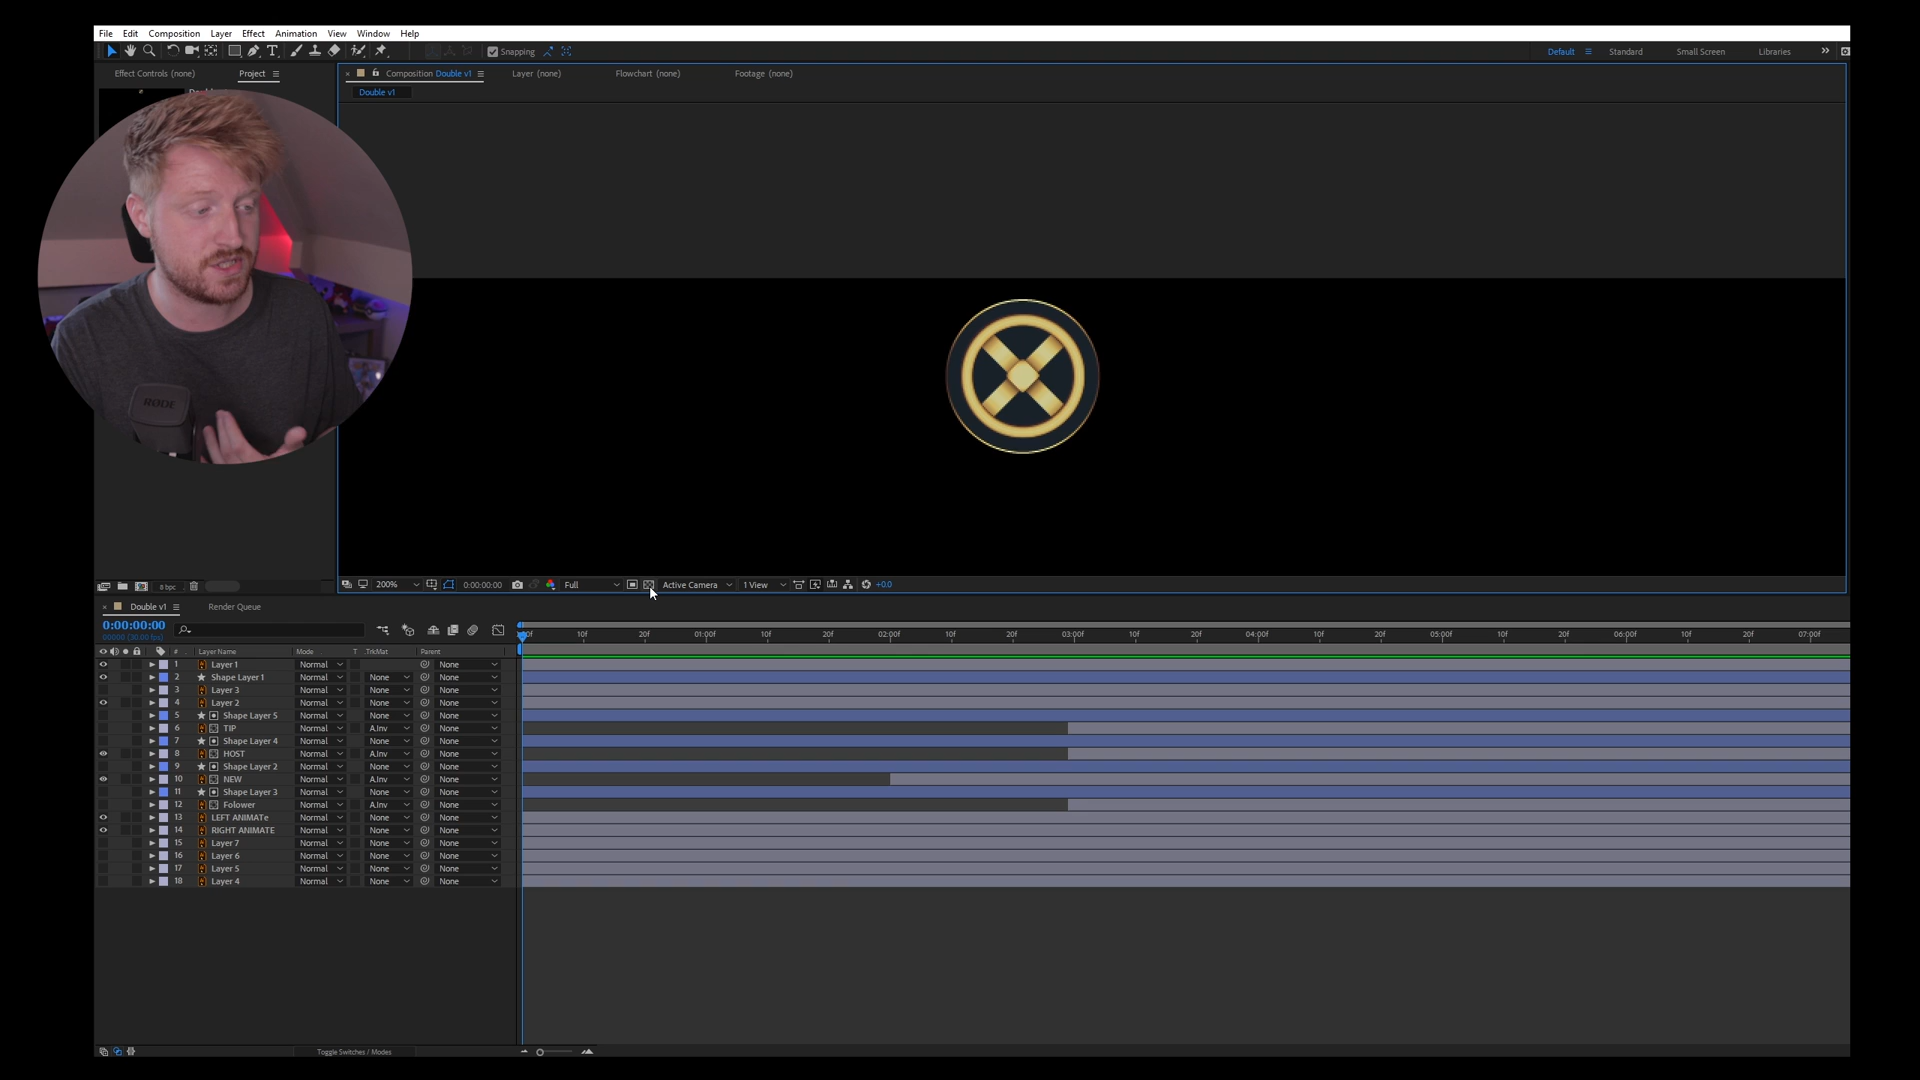 File Edit Composition Layer Effect Animation View Window Help
Snapping Default Standard Small Screen Libraries
Effect Controls (none) Project Composition Double v1 Layer (none) Flowchart (none) Footage (none)
Double v1
RODE
8 bpc 200% 0:00:00:00 Full Active Camera 1 View +0.0
Double v1 Render Queue
0:00:00:00
00000 (30.00 fps)
10f 20f 01:00f 10f 20f 02:00f 10f 20f 03:00f 10f 20f 04:00f 10f 20f 05:00f 10f 20f 06:00f 10f 20f 07:00f
# Layer Name Mode T .TrkMat Parent
1 Layer 1 Normal None
2 Shape Layer 1 Normal None None
3 Layer 3 Normal None None
4 Layer 2 Normal None None
5 Shape Layer 5 Normal None None
6 TIP Normal A.Inv None
7 Shape Layer 4 Normal None None
8 HOST Normal A.Inv None
9 Shape Layer 2 Normal None None
10 NEW Normal A.Inv None
11 Shape Layer 3 Normal None None
12 Folower Normal A.Inv None
13 LEFT ANIMATe Normal None None
14 RIGHT ANIMATE Normal None None
15 Layer 7 Normal None None
16 Layer 6 Normal None None
17 Layer 5 Normal None None
18 Layer 4 Normal None None
Toggle Switches / Modes